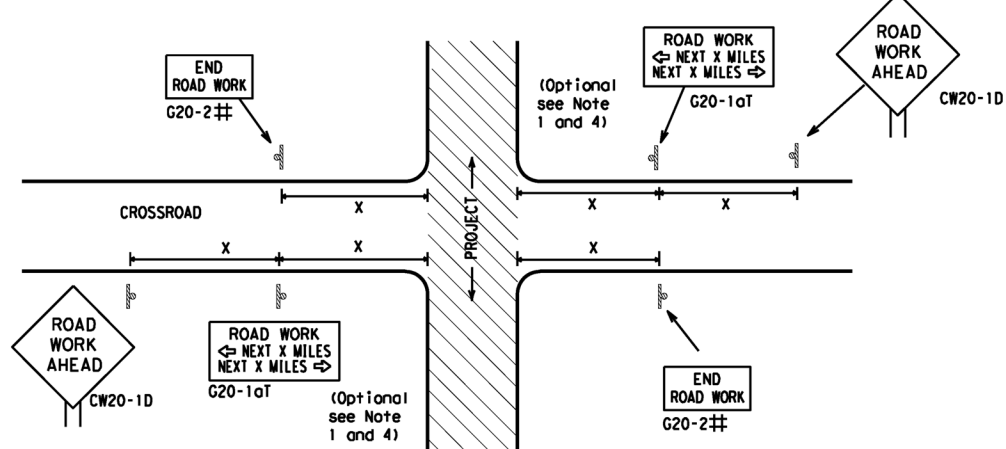 END
ROAD WORK
G20-2#
ROAD WORK
⇦ NEXT X MILES
NEXT X MILES ⇨
G20-1aT
(Optional
see Note
1 and 4)
ROAD
WORK
AHEAD
CW20-1D
X
X
X
CROSSROAD
PROJECT
X
X
X
ROAD
WORK
AHEAD
CW20-1D
ROAD WORK
⇦ NEXT X MILES
NEXT X MILES ⇨
G20-1aT
(Optional
see Note
1 and 4)
END
ROAD WORK
G20-2#